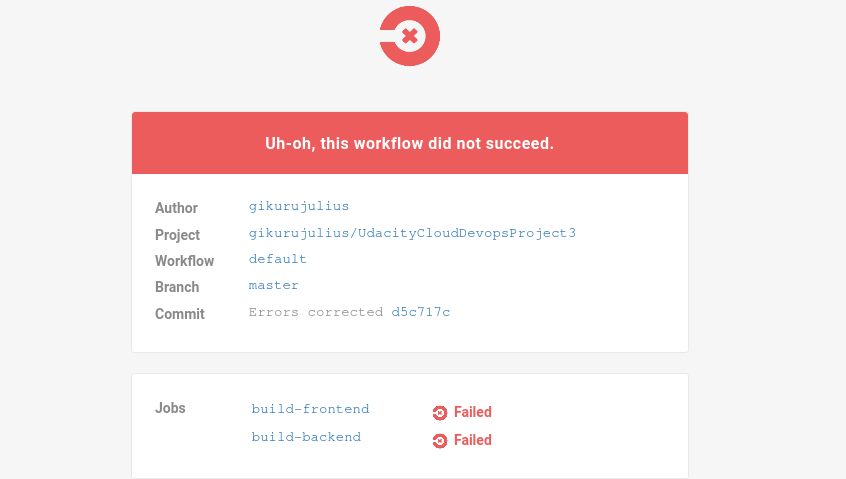 Uh-oh, this workflow did not succeed.
Author gikurujulius
Project gikurujulius/UdacityCloudDevopsProject3
Workflow default
Branch master
Commit Errors corrected d5c717c
Jobs build-frontend Failed
build-backend Failed